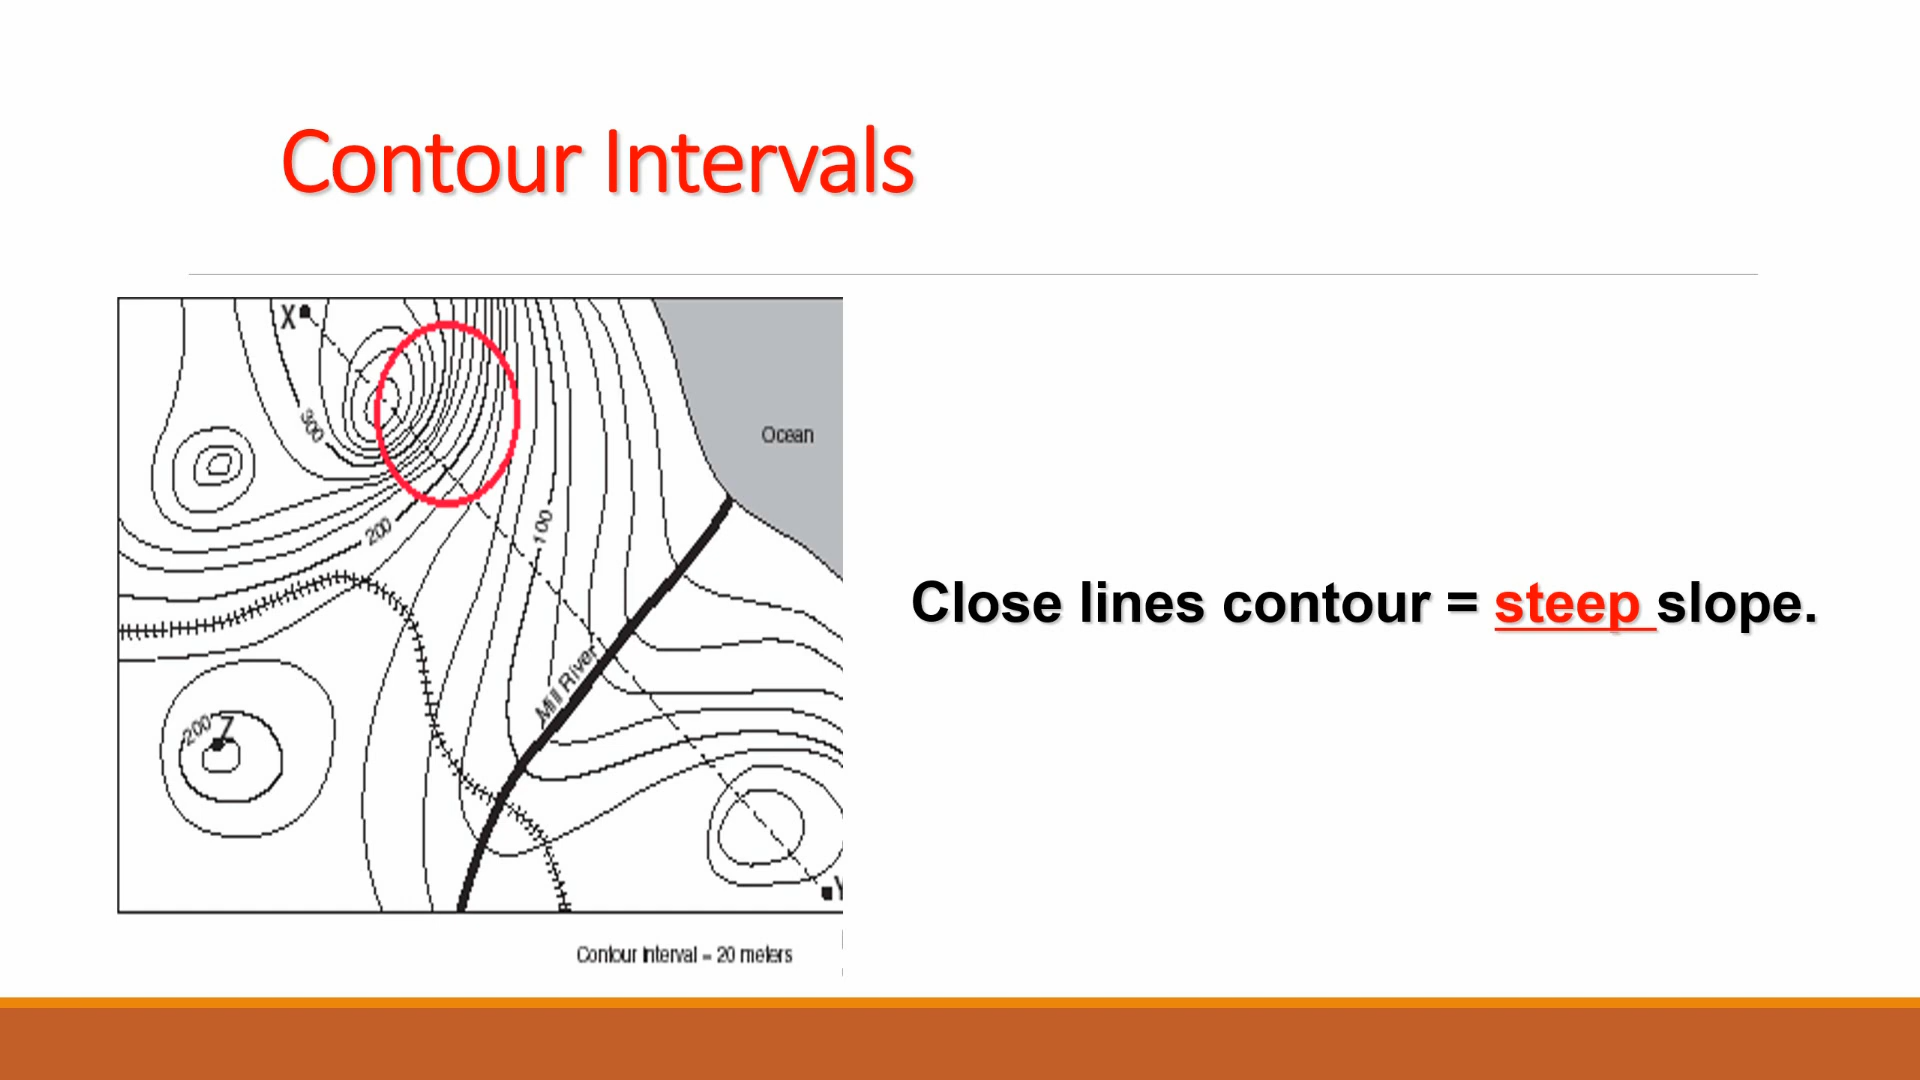 Contour Intervals
X
300
Ocean
200
100
Close lines contour = steep slope.
Mill River
200
Z
Contour Interval = 20 meters